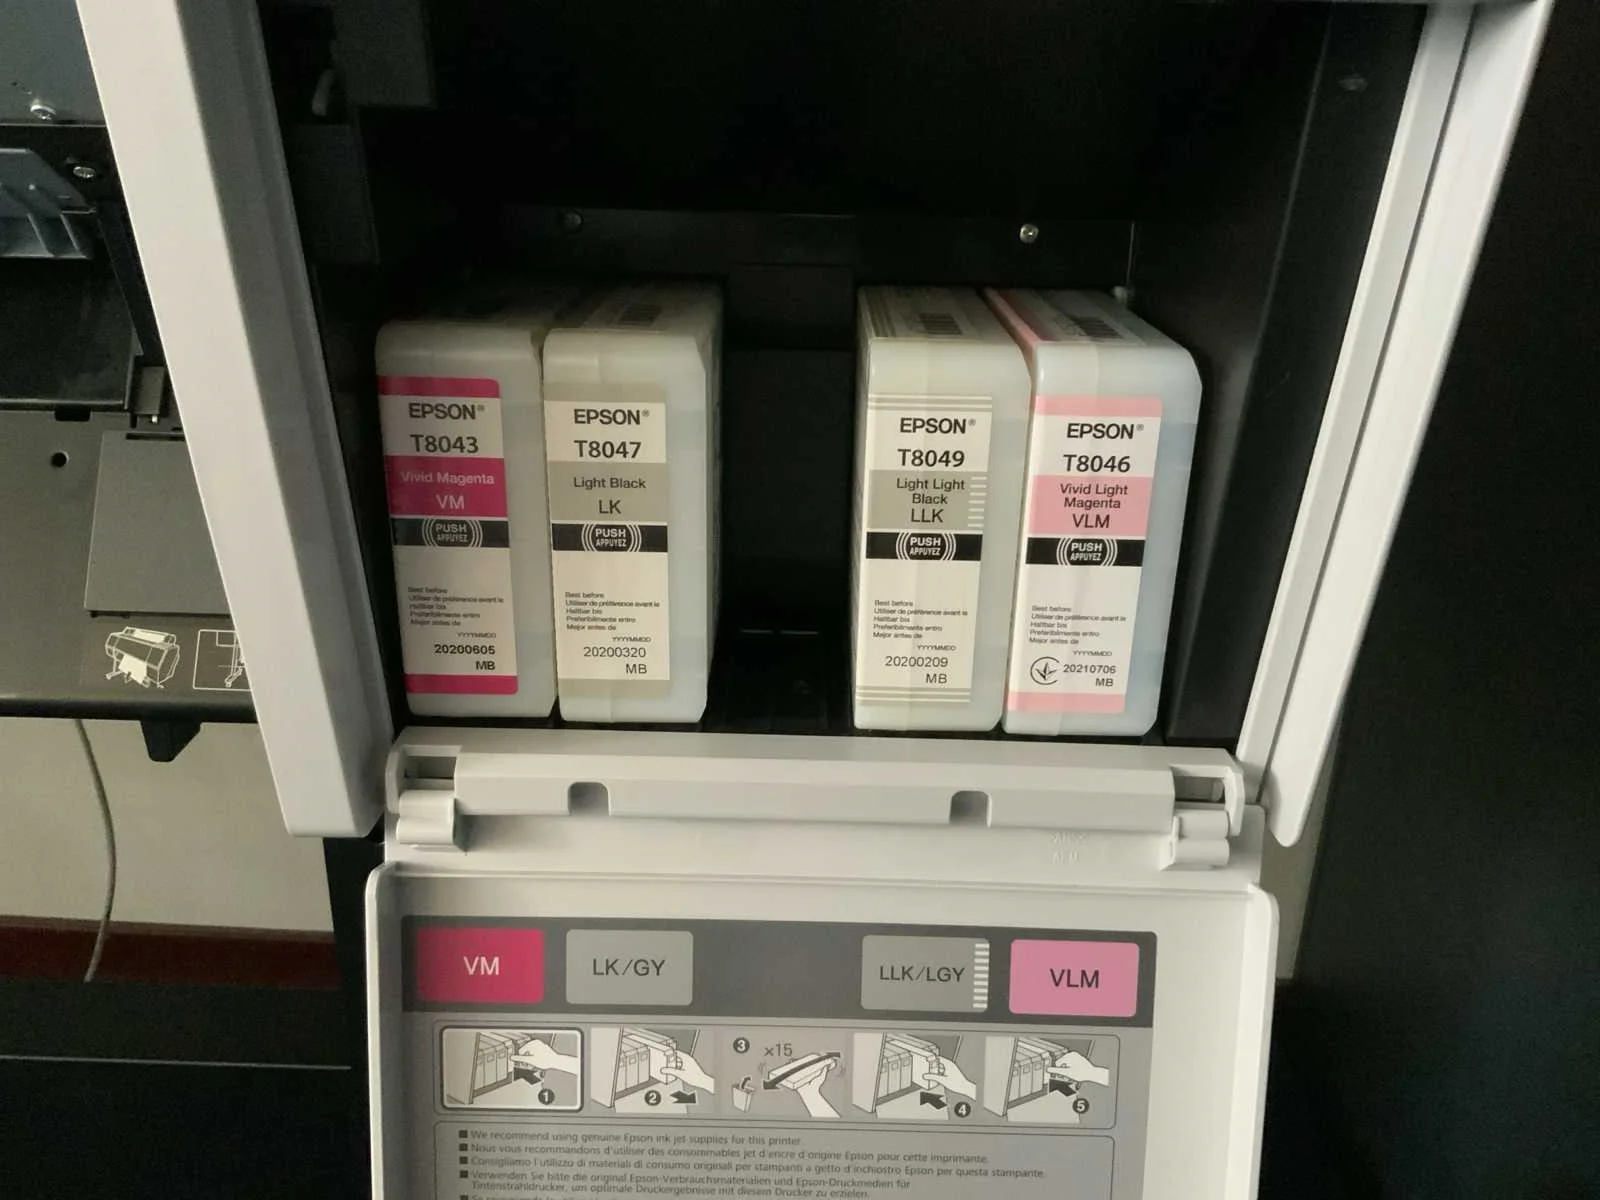 EPSON®
T8043
Vivid Magenta
VM
PUSH
APPUYEZ
Best before
Utiliser de préférence avant le
Haltbar bis
Preferibilmente entro
Mejor antes de
YYYYMMDD
20200605
MB
EPSON®
T8047
Light Black
LK
PUSH
APPUYEZ
Best before
Utiliser de préférence avant le
Haltbar bis
Preferibilmente entro
Mejor antes de
YYYYMMDD
20200320
MB
EPSON®
T8049
Light Light
Black
LLK
PUSH
APPUYEZ
Best before
Utiliser de préférence avant le
Haltbar bis
Preferibilmente entro
Mejor antes de
YYYYMMDD
20200209
MB
EPSON®
T8046
Vivid Light
Magenta
VLM
PUSH
APPUYEZ
Best before
Utiliser de préférence avant le
Haltbar bis
Preferibilmente entro
Mejor antes de
YYYYMMDD
20210706
MB
VM
LK/GY
LLK/LGY
VLM
1
2
3 x15
4
5
■ We recommend using genuine Epson ink jet supplies for this printer.
■ Nous vous recommandons d'utiliser des consommables jet d'encre d'origine Epson pour cette imprimante.
■ Consigliamo l'utilizzo di materiali di consumo originali per stampanti a getto d'inchiostro Epson per questa stampante.
■ Verwenden Sie bitte die original Epson-Verbrauchsmaterialien und Epson-Druckmedien für
Tintenstrahldrucker, um optimale Druckergebnisse mit diesem Drucker zu erzielen.